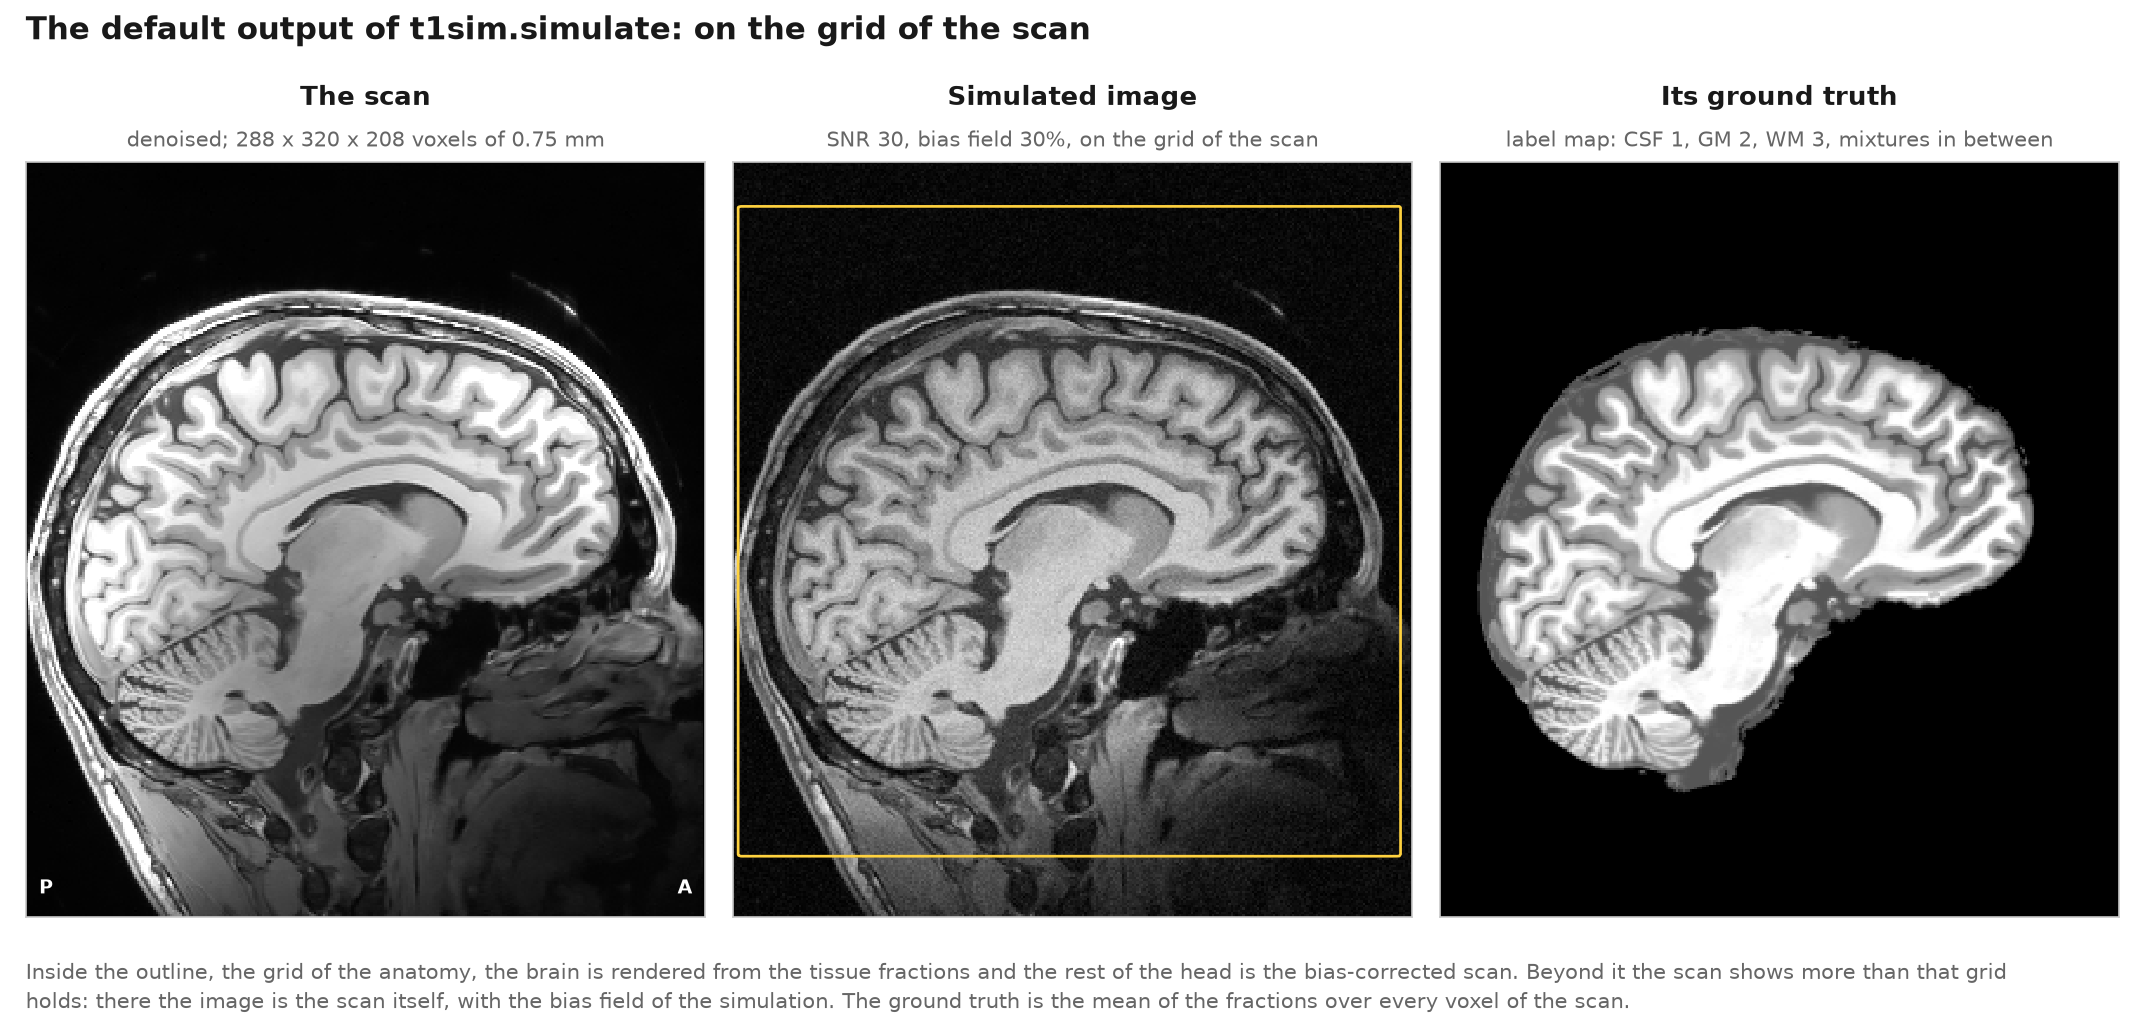 The default output of t1sim.simulate: on the grid of the scan
The scan
denoised; 288 x 320 x 208 voxels of 0.75 mm
Simulated image
SNR 30, bias field 30%, on the grid of the scan
Its ground truth
label map: CSF 1, GM 2, WM 3, mixtures in between
P
A
Inside the outline, the grid of the anatomy, the brain is rendered from the tissue fractions and the rest of the head is the bias-corrected scan. Beyond it the scan shows more than that grid
holds: there the image is the scan itself, with the bias field of the simulation. The ground truth is the mean of the fractions over every voxel of the scan.